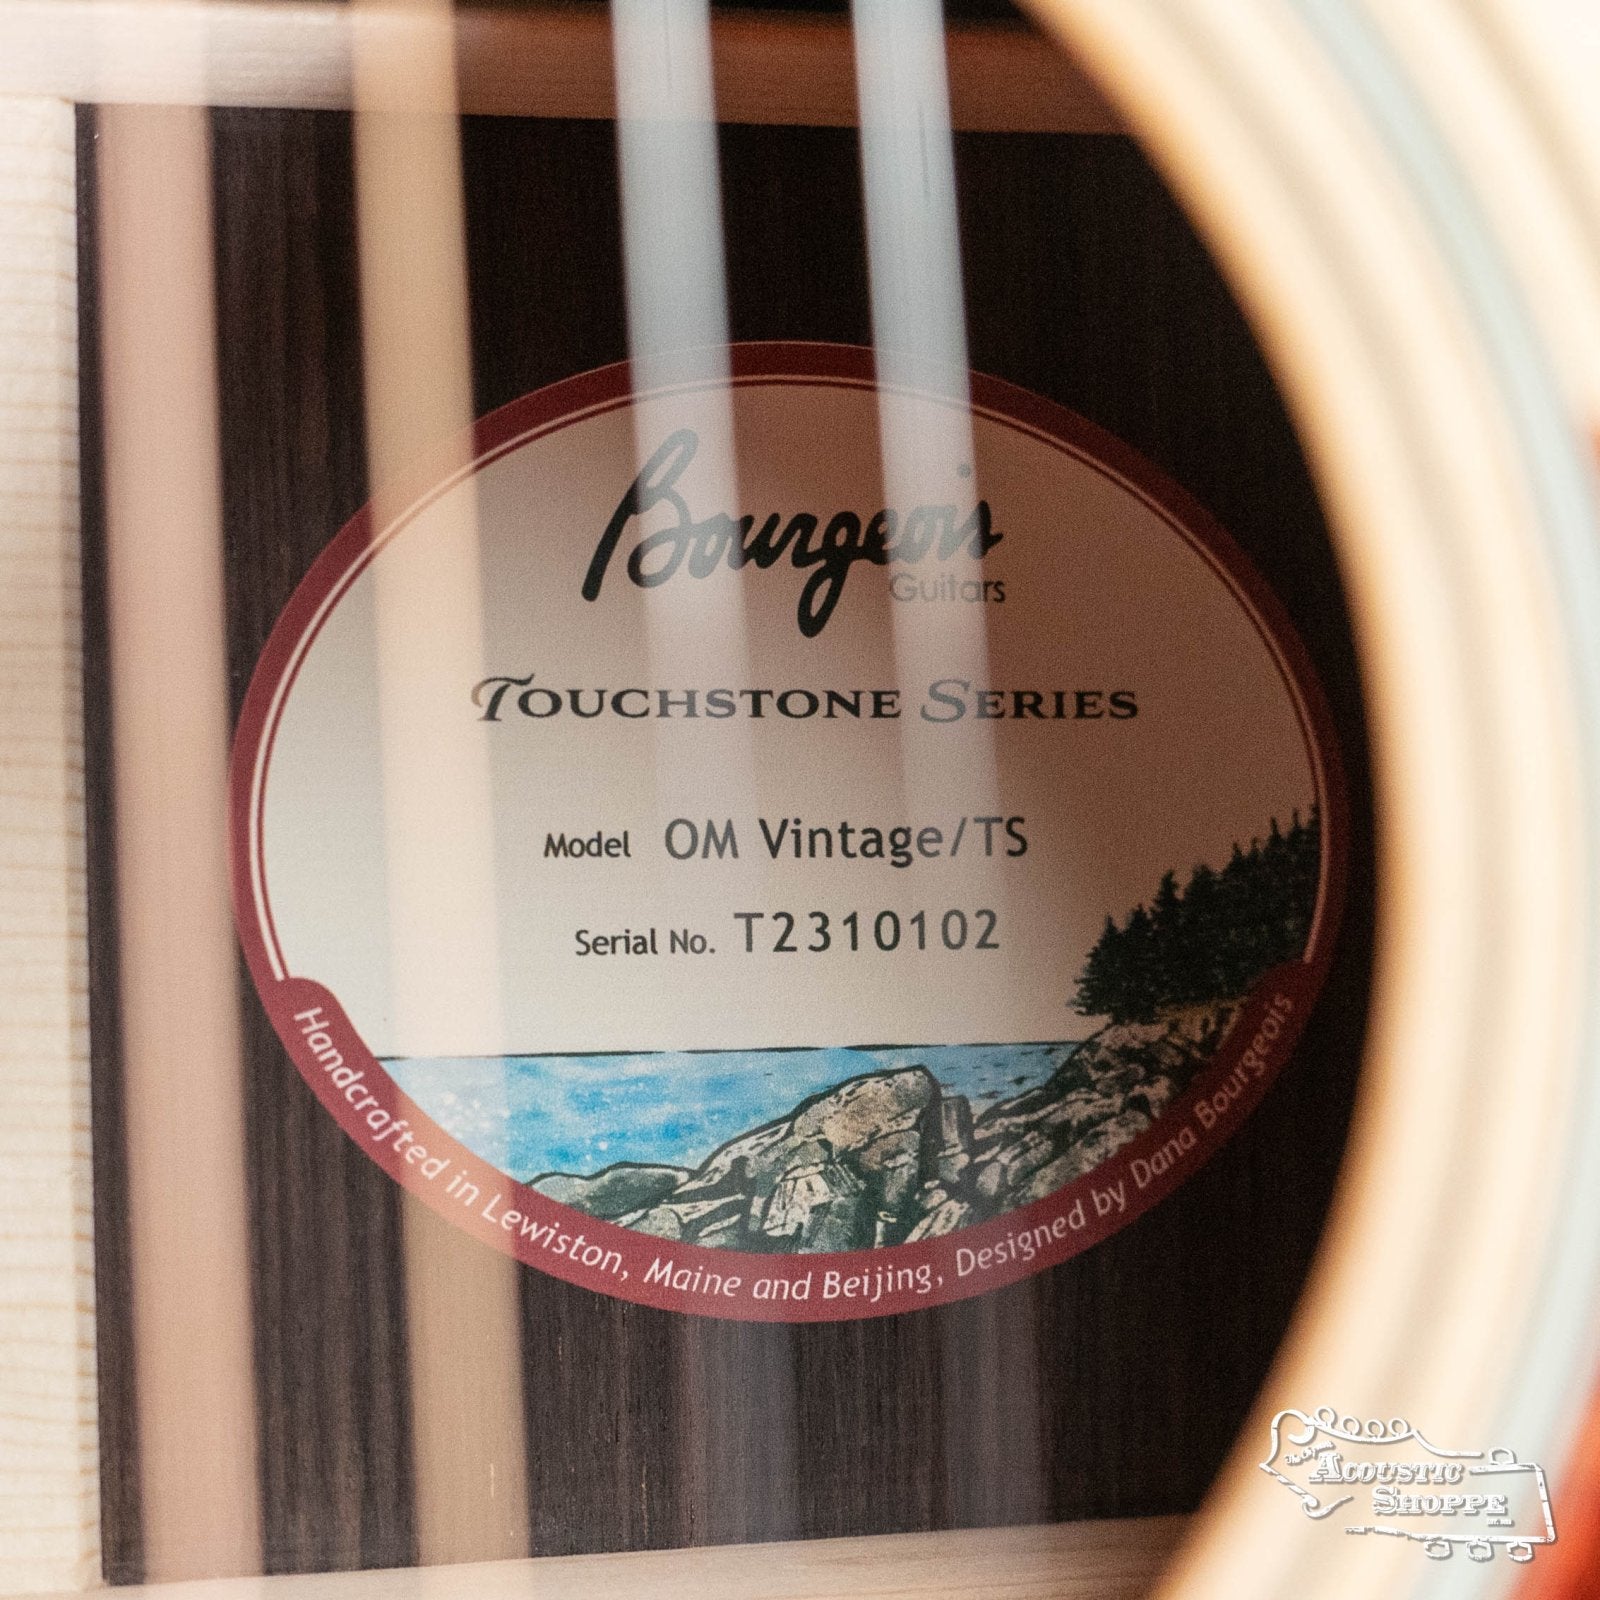 Bourgeois
Guitars
Touchstone Series
Model OM Vintage/TS
Serial No. T2310102
Handcrafted in Lewiston, Maine and Beijing, Designed by Dana Bourgeois
Acoustic
Shoppe